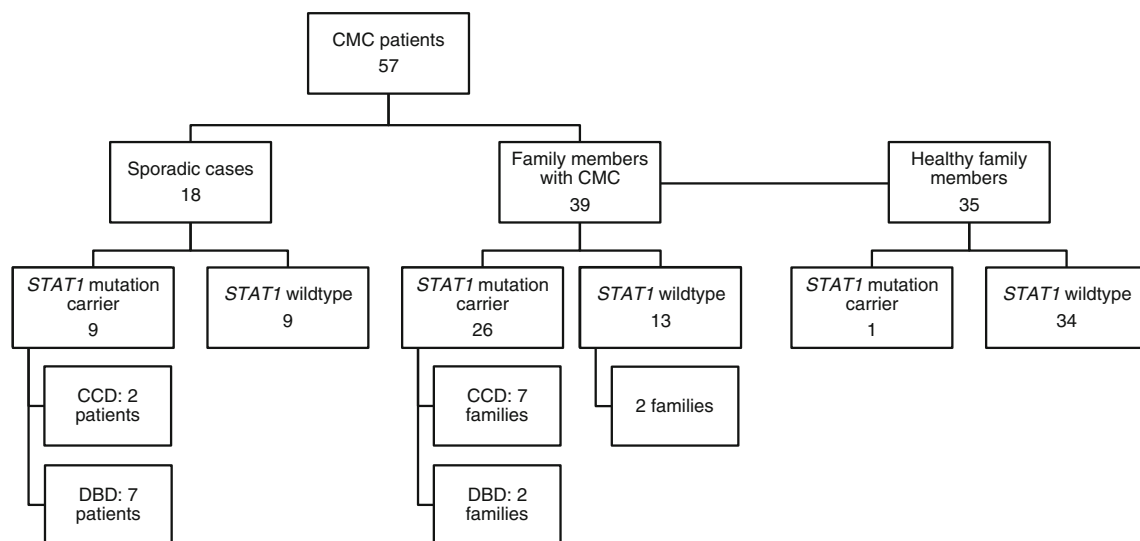 CMC patients
57
Sporadic cases
18
Family members
with CMC
39
Healthy family
members
35
STAT1 mutation
carrier
9
STAT1 wildtype
9
STAT1 mutation
carrier
26
STAT1 wildtype
13
STAT1 mutation
carrier
1
STAT1 wildtype
34
CCD: 2
patients
CCD: 7
families
2 families
DBD: 7
patients
DBD: 2
families